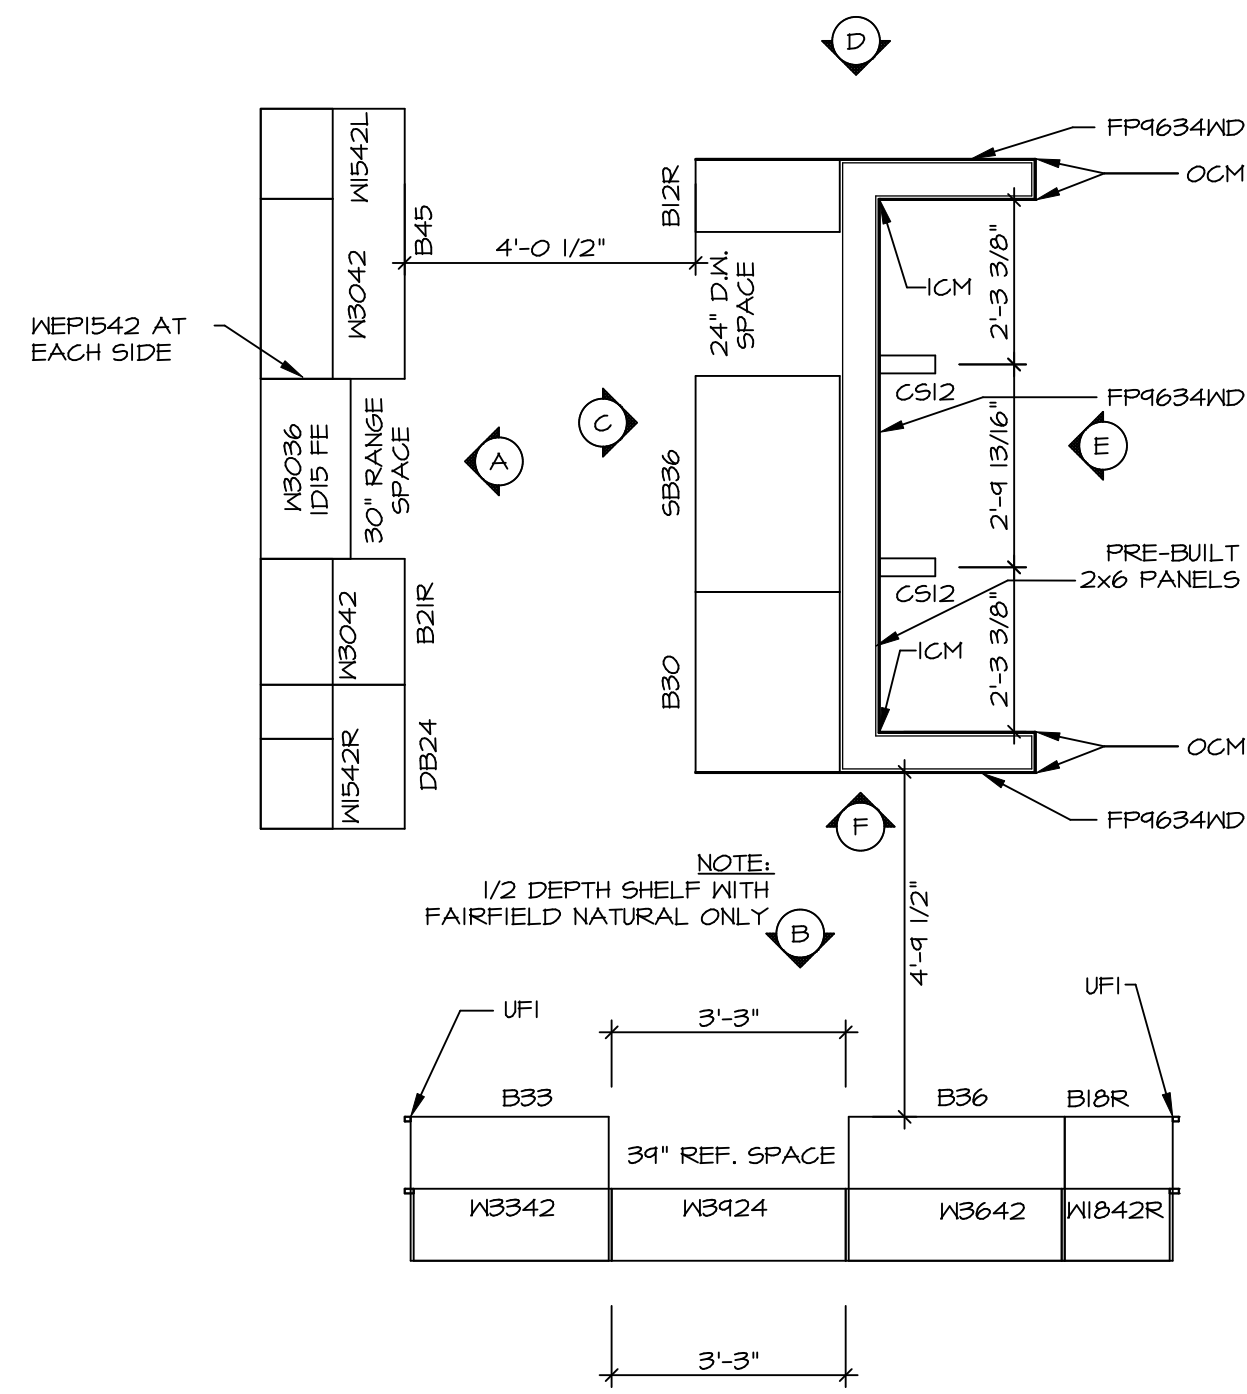 D
FP9634WD
OCM
W1542L
B12R
B45
4'-0 1/2"
24" D.W.
SPACE
W3042
ICM
2'-3 3/8"
WEP1542 AT
EACH SIDE
CS12
FP9634WD
C
A
E
W3036
ID15 FE
30" RANGE
SPACE
SB36
2'-9 13/16"
PRE-BUILT
2x6 PANELS
CS12
W3042
B21R
B30
ICM
2'-3 3/8"
W1542R
DB24
OCM
FP9634WD
F
NOTE:
1/2 DEPTH SHELF WITH
FAIRFIELD NATURAL ONLY
B
4'-9 1/2"
UF1
UF1
3'-3"
B33
B36
B18R
39" REF. SPACE
W3342
W3924
W3642
W1842R
3'-3"